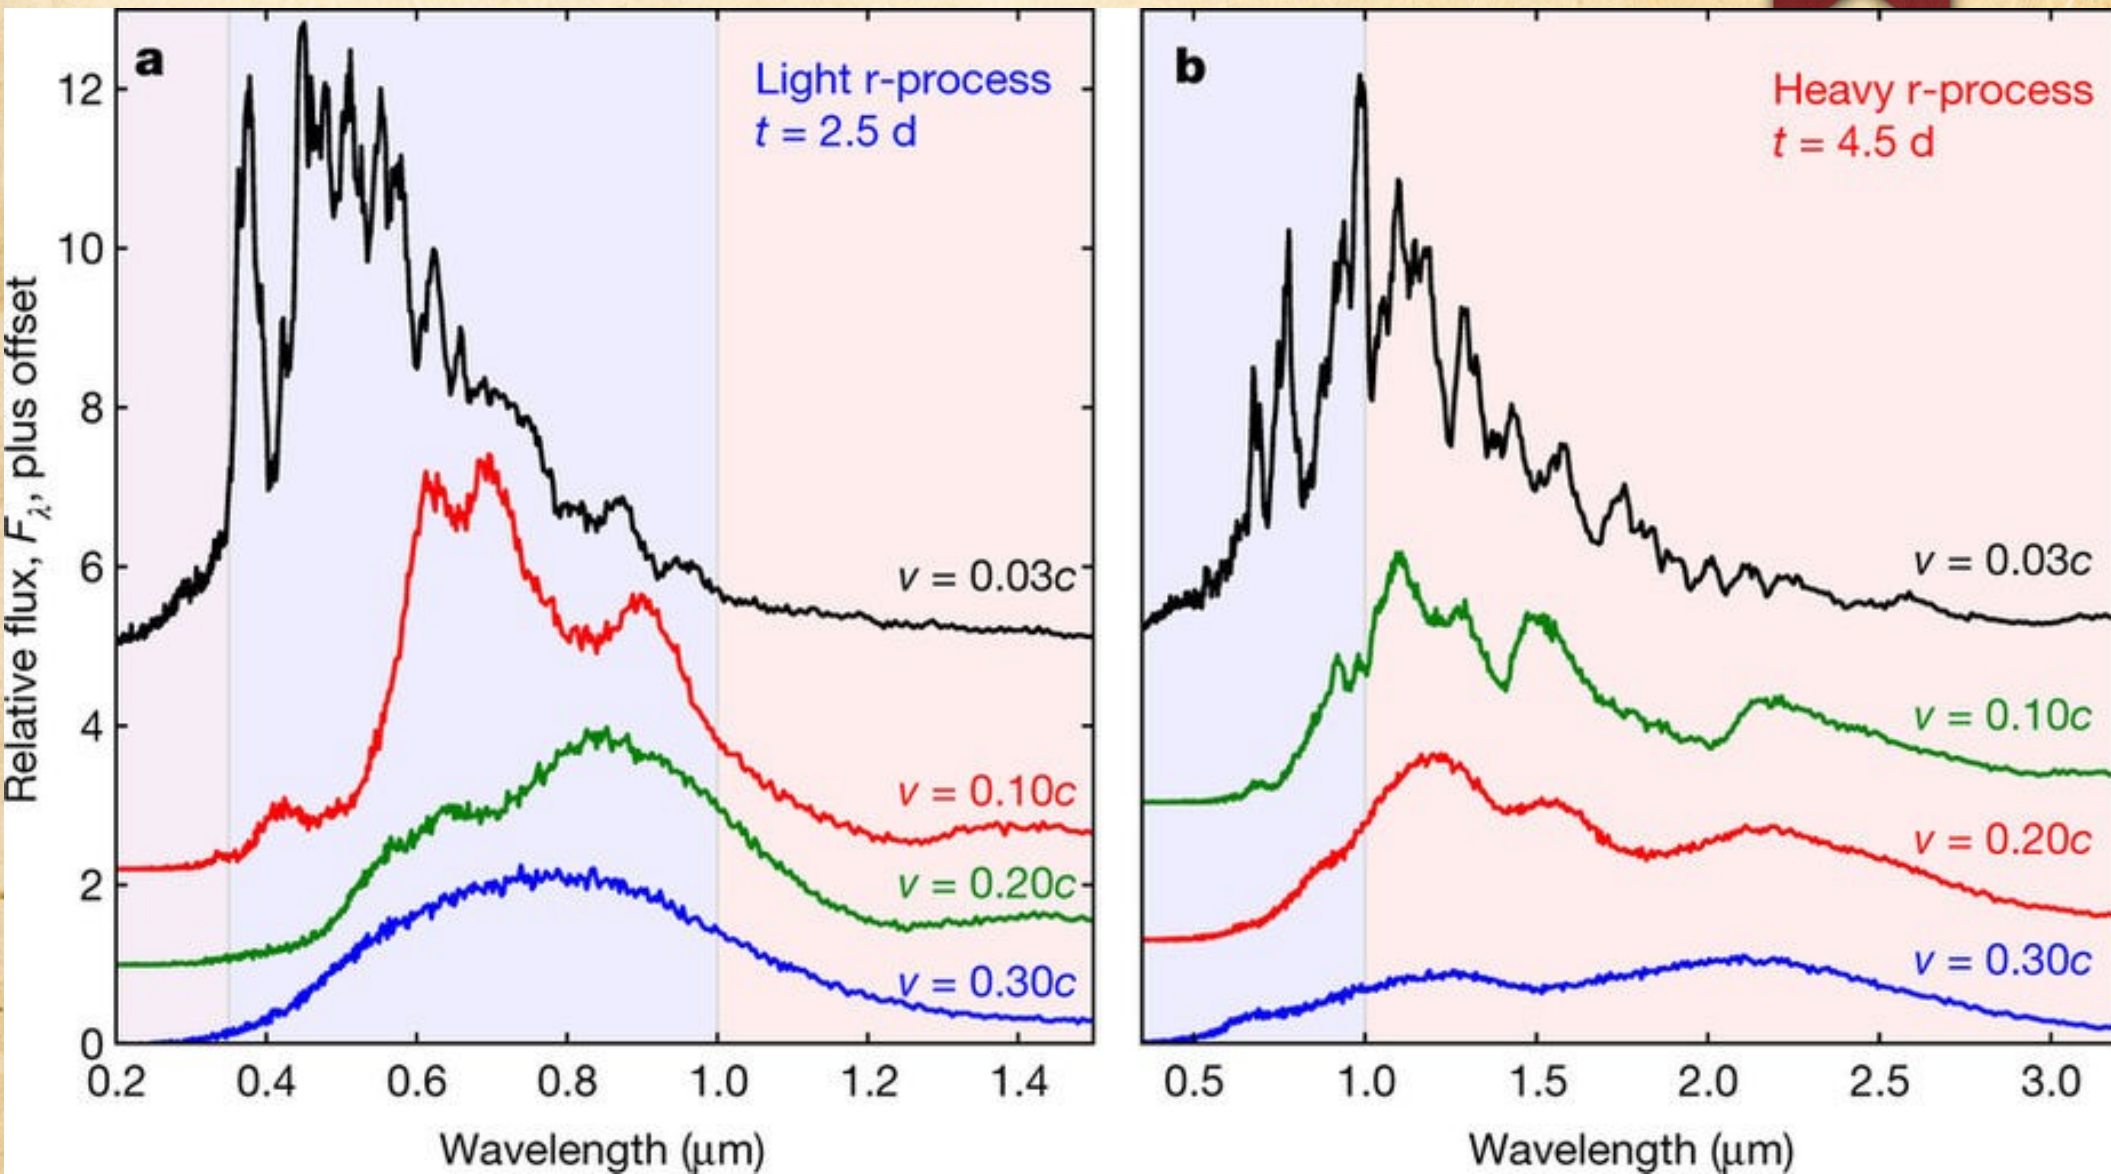 a
Light r-process
t = 2.5 d
12
10
8
6
4
2
0
Relative flux, Fλ, plus offset
v = 0.03c
v = 0.10c
v = 0.20c
v = 0.30c
0.2 0.4 0.6 0.8 1.0 1.2 1.4
Wavelength (μm)
b
Heavy r-process
t = 4.5 d
v = 0.03c
v = 0.10c
v = 0.20c
v = 0.30c
0.5 1.0 1.5 2.0 2.5 3.0
Wavelength (μm)